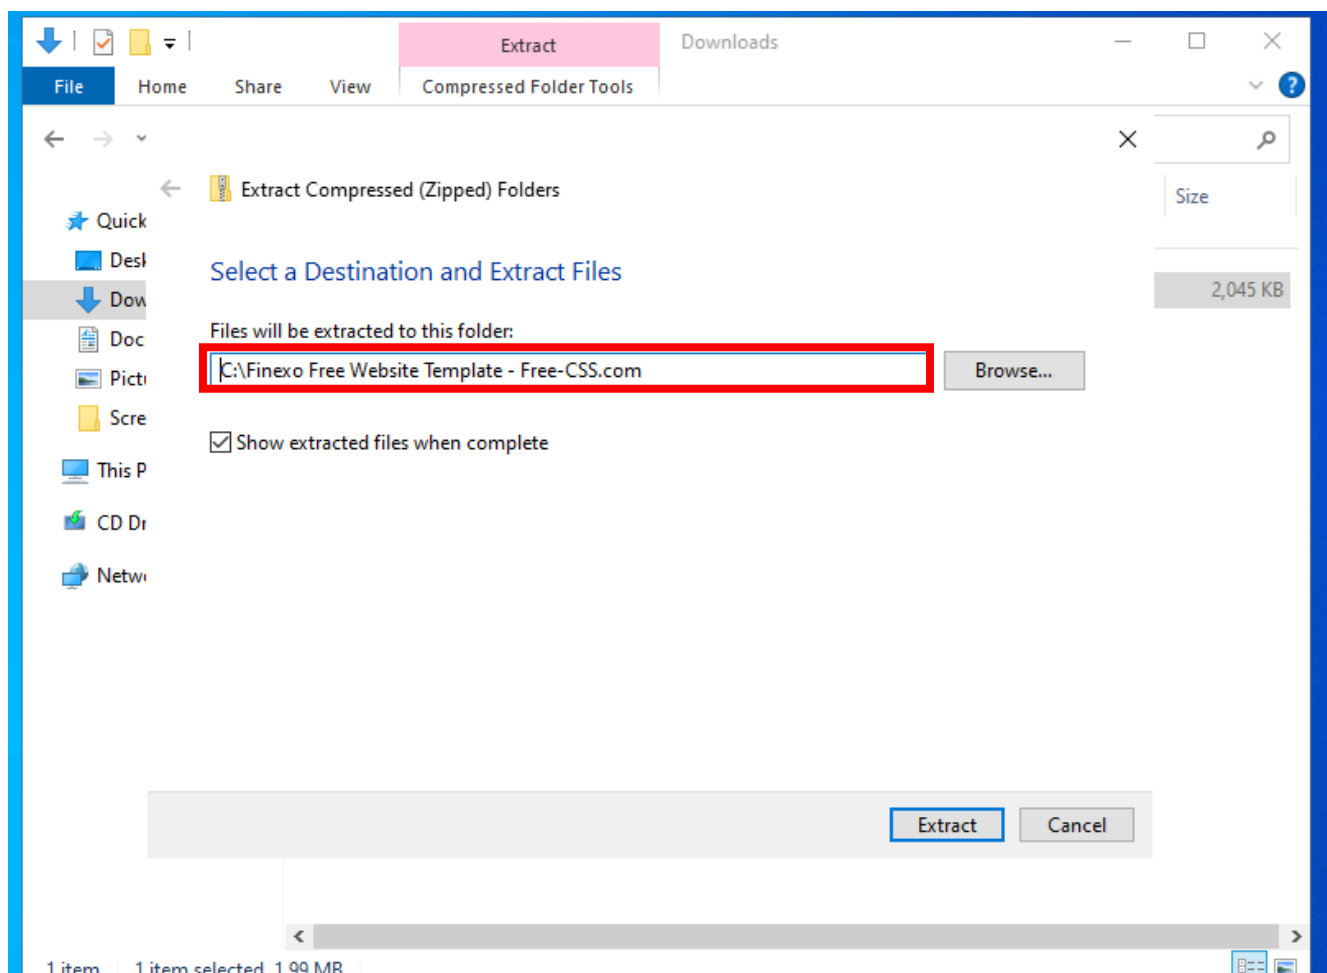 Extract
Downloads
File
Home
Share
View
Compressed Folder Tools
?
Extract Compressed (Zipped) Folders
Size
Quick
Select a Destination and Extract Files
2,045 KB
Files will be extracted to this folder:
C:\Finexo Free Website Template - Free-CSS.com
Browse...
Show extracted files when complete
This P
Extract
Cancel
1 item
1 item selected 1.99 MB